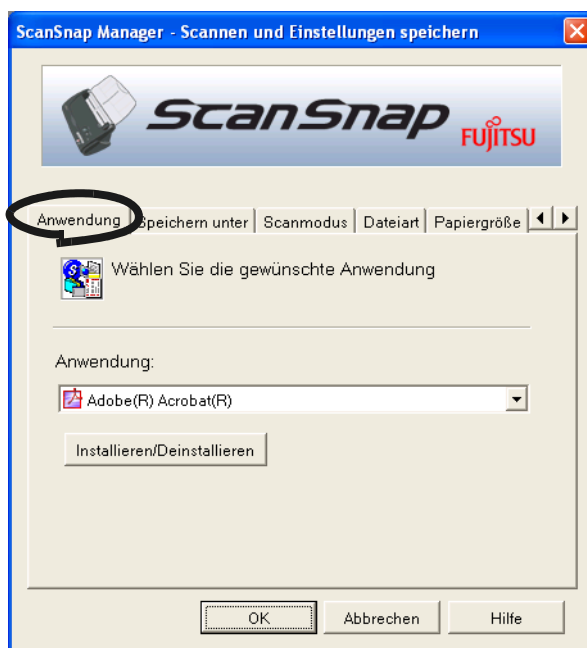 ScanSnap Manager - Scannen und Einstellungen speichern
ScanSnap
FUJITSU
Anwendung Speichern unter Scanmodus Dateiart Papiergröße
Wählen Sie die gewünschte Anwendung
Anwendung:
Adobe(R) Acrobat(R)
Installieren/Deinstallieren
OK Abbrechen Hilfe